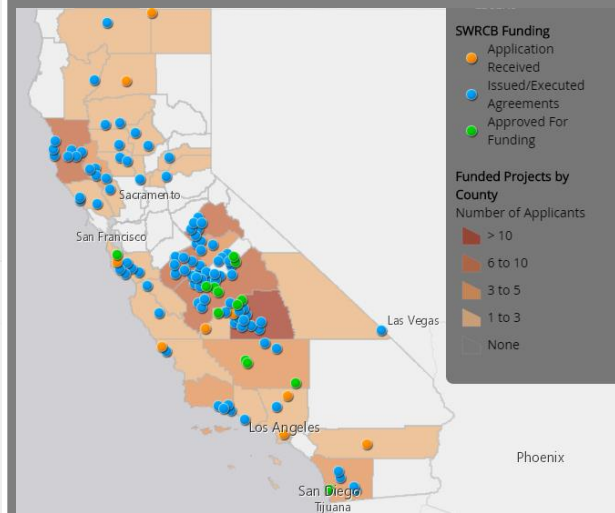 SWRCB Funding
Application
Received
Issued/Executed
Agreements
Approved For
Funding
Funded Projects by
County
Number of Applicants
> 10
6 to 10
3 to 5
1 to 3
None
Sacramento
San Francisco
Las Vegas
Los Angeles
Phoenix
San Diego
Tijuana